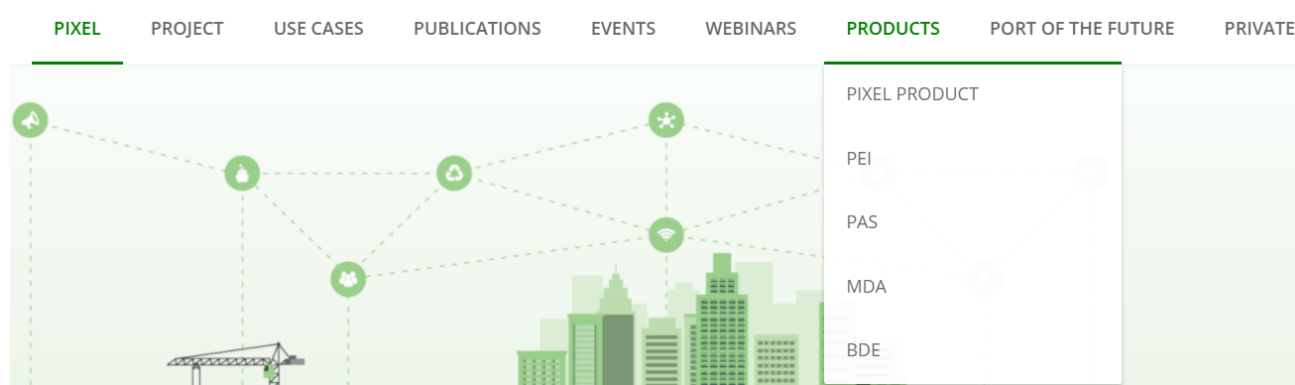 PIXEL PROJECT USE CASES PUBLICATIONS EVENTS WEBINARS PRODUCTS PORT OF THE FUTURE PRIVATE
PIXEL PRODUCT
PEI
PAS
MDA
BDE